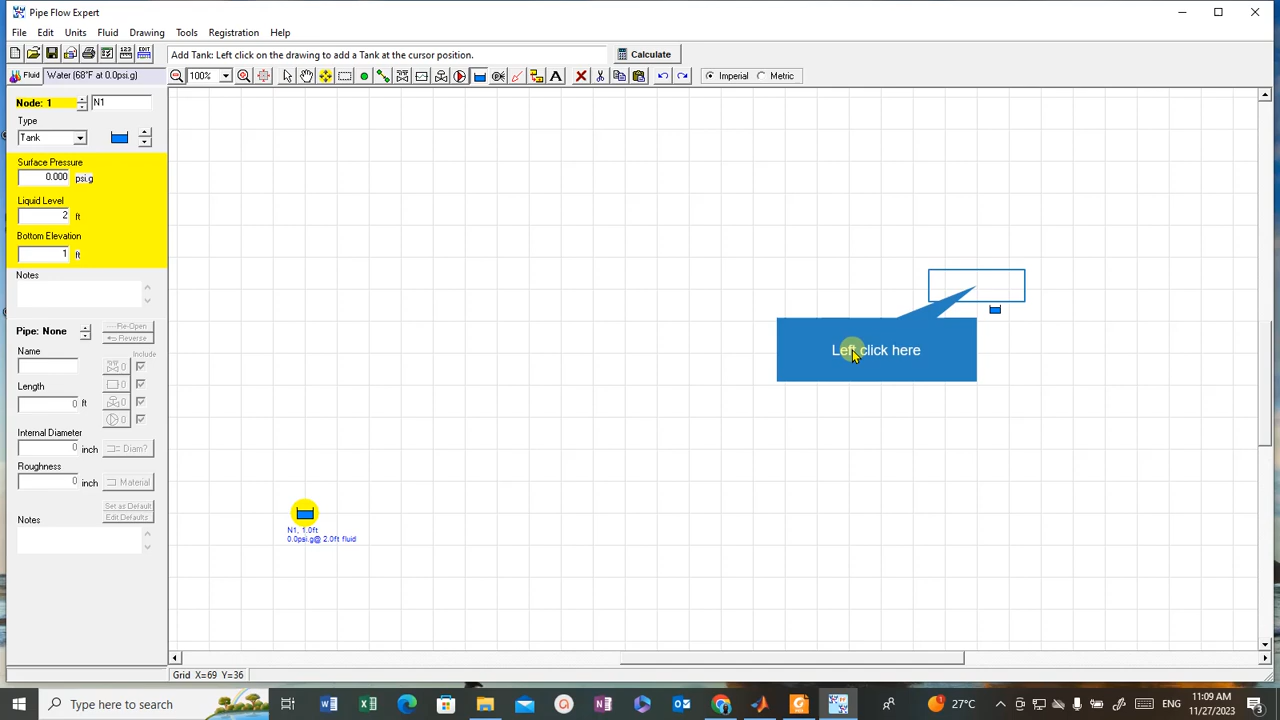 Pipe Flow Expert
File Edit Units Fluid Drawing Tools Registration Help
Add Tank: Left click on the drawing to add a Tank at the cursor position.
Calculate
Fluid Water (68°F at 0.0psi.g)
100%
Imperial Metric
Node: 1 N1
Type
Tank
Surface Pressure
0.000 psi.g
Liquid Level
2 ft
Bottom Elevation
1 ft
Notes
Pipe: None
Re-Open
Reverse
Name
Include
0
Length
0 ft
0
0
0
Internal Diameter
0 inch
Diam?
Roughness
0 inch
Material
Notes
Set as Default
Edit Defaults
Left click here
N1, 1.0ft
0.0psi.g@ 2.0ft fluid
Grid X=69 Y=36
Type here to search
27°C
ENG
11:09 AM
11/27/2023
3